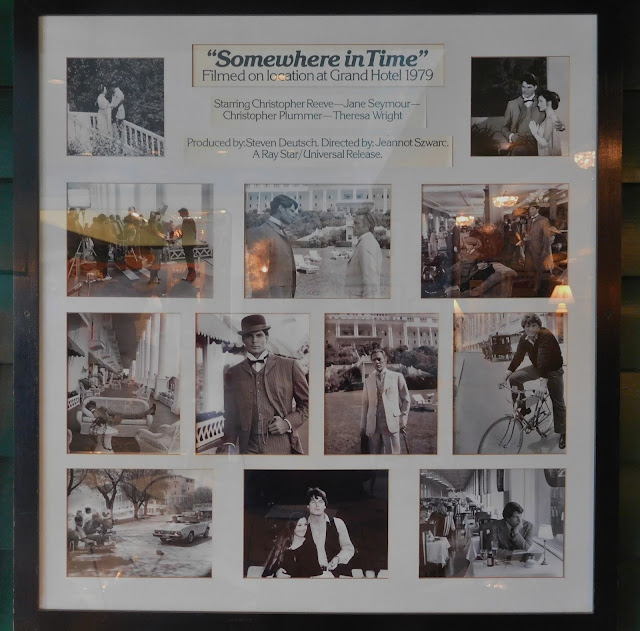 "Somewhere in Time"
Filmed on location at Grand Hotel 1979
Starring Christopher Reeve—Jane Seymour—
Christopher Plummer—Theresa Wright
Produced by:Steven Deutsch. Directed by: Jeannot Szwarc.
A Ray Star/Universal Release.